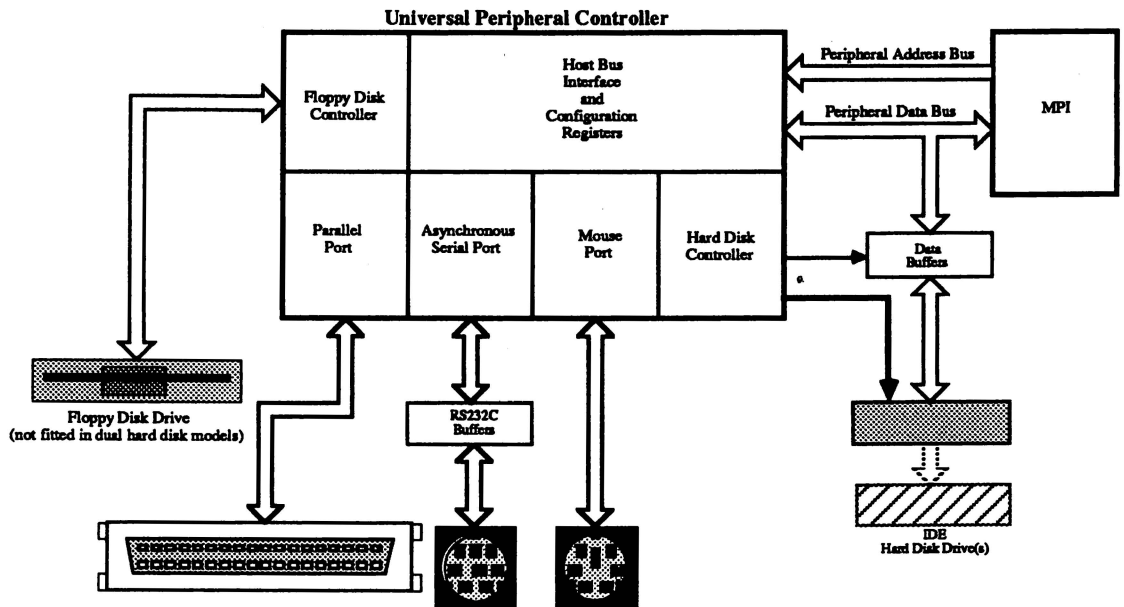 Universal Peripheral Controller
Floppy Disk
Controller
Host Bus
Interface
and
Configuration
Registers
Peripheral Address Bus
MPI
Peripheral Data Bus
Parallel
Port
Asynchronous
Serial Port
Mouse
Port
Hard Disk
Controller
Data
Buffers
Floppy Disk Drive
(not fitted in dual hard disk models)
RS232C
Buffers
IDE
Hard Disk Drive(s)